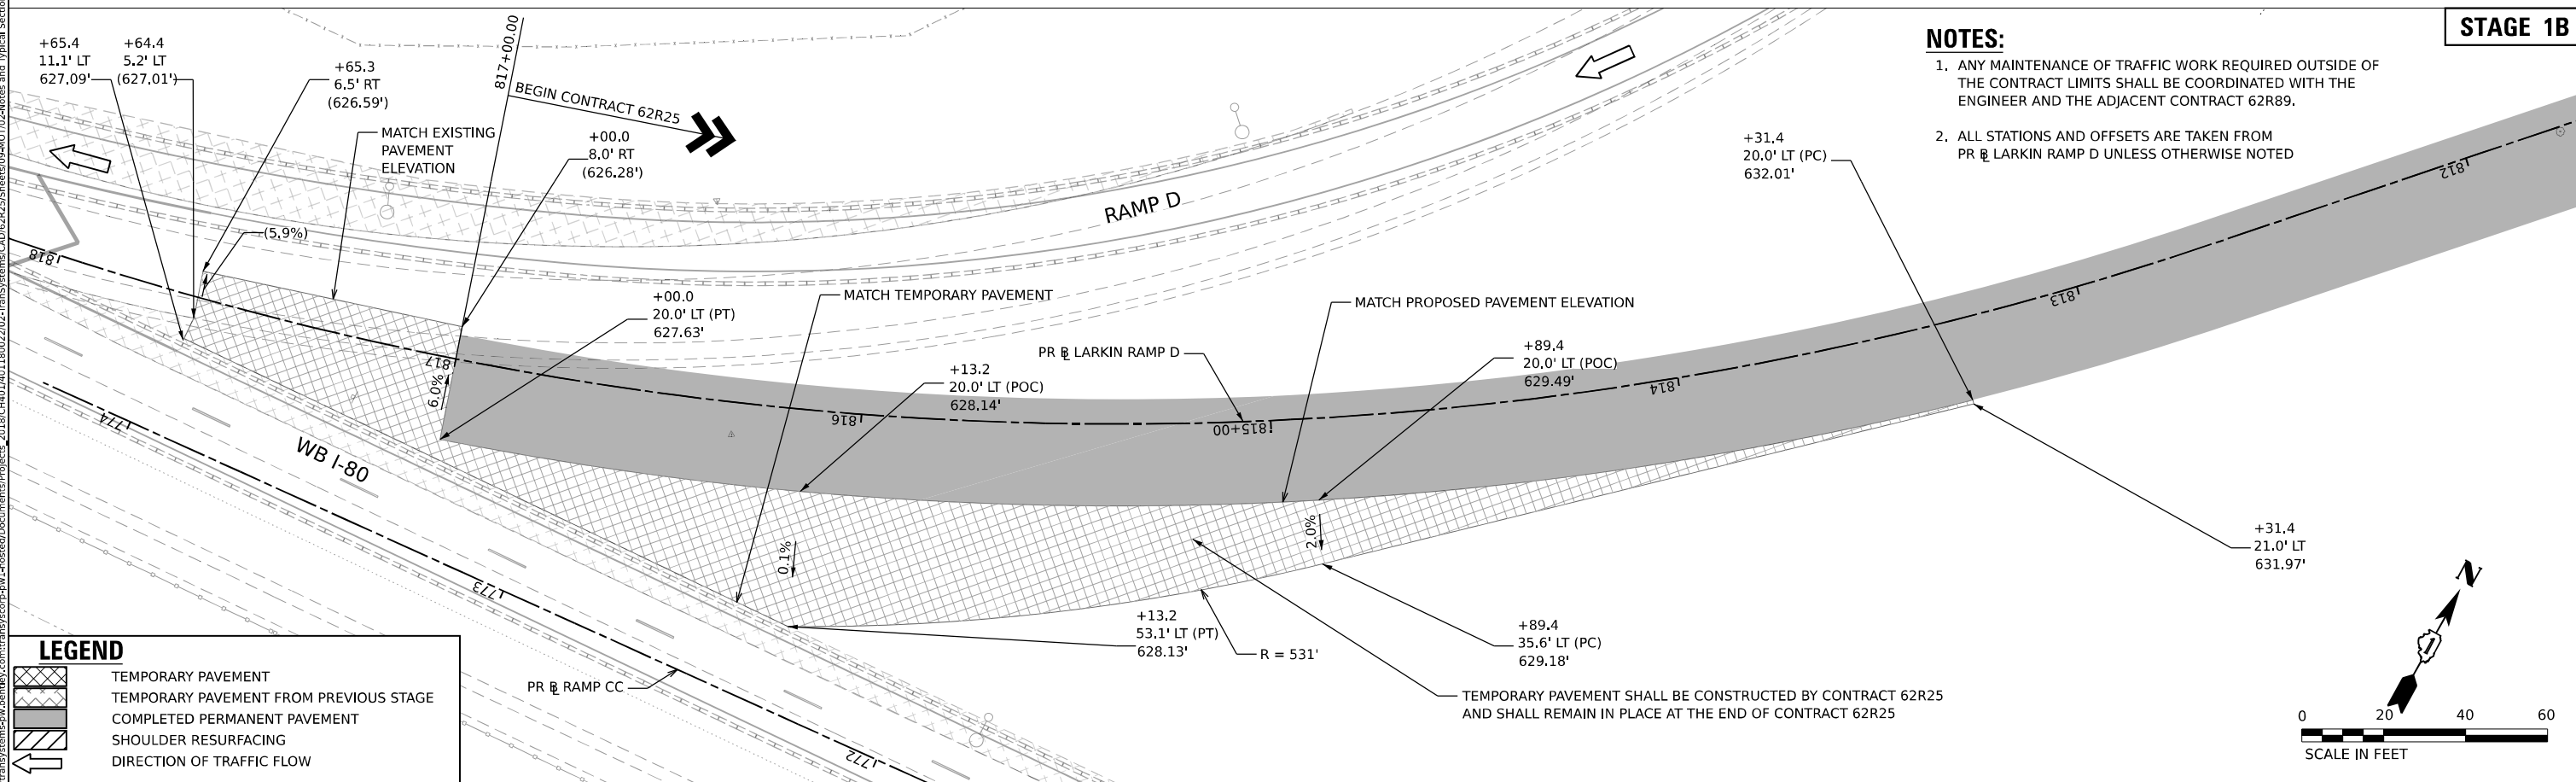 STAGE 1B
NOTES:
1. ANY MAINTENANCE OF TRAFFIC WORK REQUIRED OUTSIDE OF
THE CONTRACT LIMITS SHALL BE COORDINATED WITH THE
ENGINEER AND THE ADJACENT CONTRACT 62R89.
2. ALL STATIONS AND OFFSETS ARE TAKEN FROM
PR BL LARKIN RAMP D UNLESS OTHERWISE NOTED
+65.4
11.1' LT
627.09'
+64.4
5.2' LT
(627.01')
+65.3
6.5' RT
(626.59')
MATCH EXISTING
PAVEMENT
ELEVATION
817+00.00
BEGIN CONTRACT 62R25
+00.0
8.0' RT
(626.28')
(5.9%)
RAMP D
+31.4
20.0' LT (PC)
632.01'
+00.0
20.0' LT (PT)
627.63'
MATCH TEMPORARY PAVEMENT
MATCH PROPOSED PAVEMENT ELEVATION
PR BL LARKIN RAMP D
+13.2
20.0' LT (POC)
628.14'
+89.4
20.0' LT (POC)
629.49'
818
817
816
815+00
814
813
812
6.0%
0.1%
2.0%
WB I-80
774
773
772
+31.4
21.0' LT
631.97'
+13.2
53.1' LT (PT)
628.13'
R = 531'
+89.4
35.6' LT (PC)
629.18'
PR BL RAMP CC
TEMPORARY PAVEMENT SHALL BE CONSTRUCTED BY CONTRACT 62R25
AND SHALL REMAIN IN PLACE AT THE END OF CONTRACT 62R25
LEGEND
TEMPORARY PAVEMENT
TEMPORARY PAVEMENT FROM PREVIOUS STAGE
COMPLETED PERMANENT PAVEMENT
SHOULDER RESURFACING
DIRECTION OF TRAFFIC FLOW
N
1
0 20 40 60
SCALE IN FEET